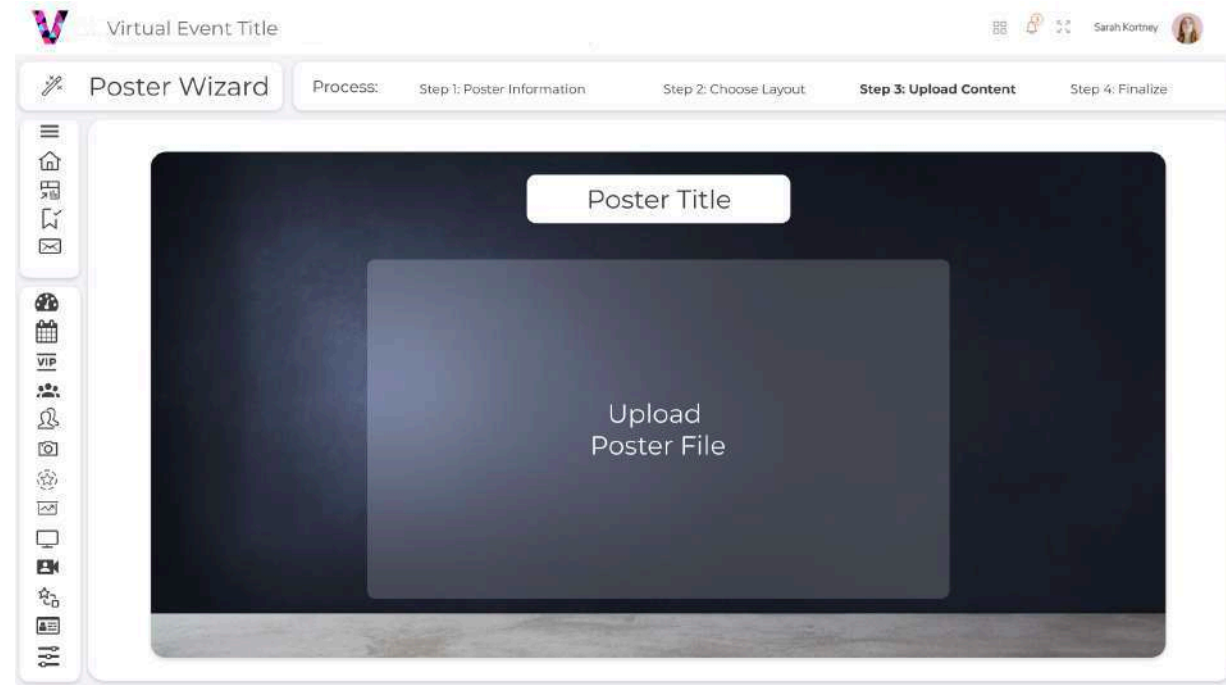 Virtual Event Title
Sarah Kortney
Poster Wizard
Process:
Step 1: Poster Information
Step 2: Choose Layout
Step 3: Upload Content
Step 4: Finalize
VIP
Poster Title
Upload
Poster File